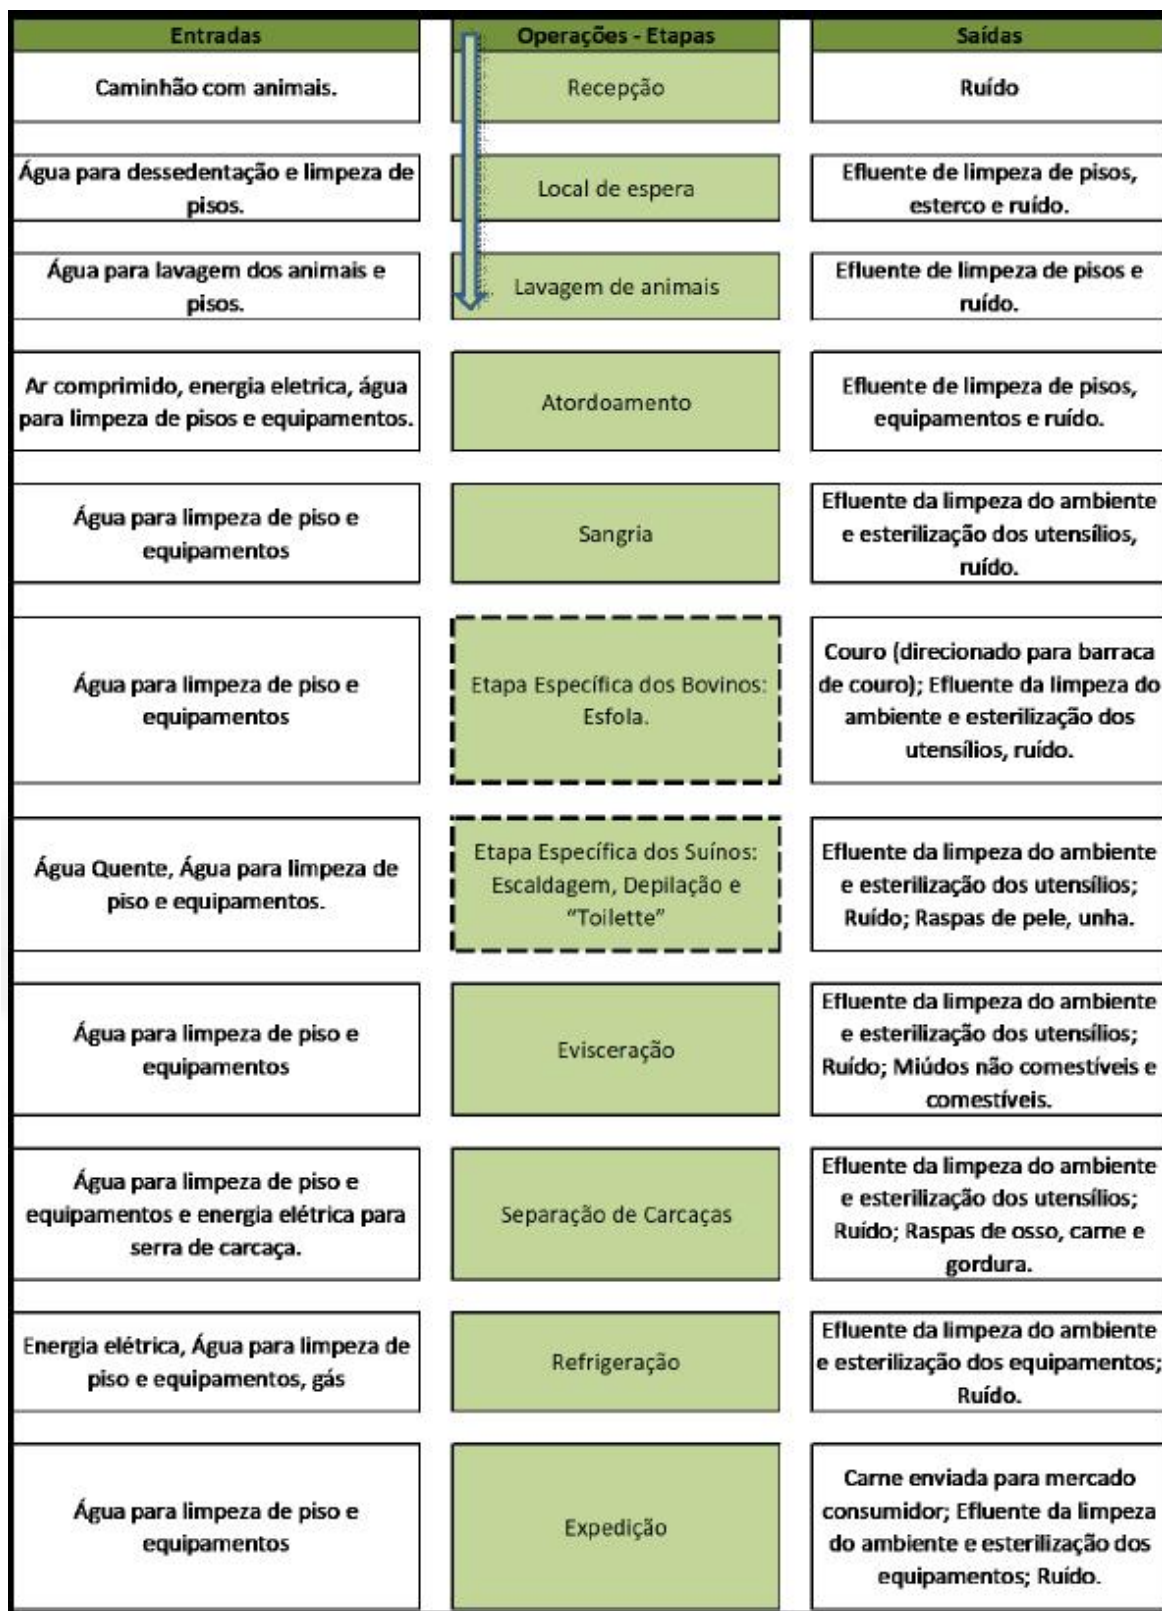 Entradas
Operações - Etapas
Saídas
Caminhão com animais.
Recepção
Ruído
Água para dessedentação e limpeza de
pisos.
Local de espera
Efluente de limpeza de pisos,
esterco e ruído.
Água para lavagem dos animais e
pisos.
Lavagem de animais
Efluente de limpeza de pisos e
ruído.
Ar comprimido, energia eletrica, água
para limpeza de pisos e equipamentos.
Atordoamento
Efluente de limpeza de pisos,
equipamentos e ruído.
Água para limpeza de piso e
equipamentos
Sangria
Efluente da limpeza do ambiente
e esterilização dos utensílios,
ruído.
Água para limpeza de piso e
equipamentos
Etapa Específica dos Bovinos:
Esfola.
Couro (direcionado para barraca
de couro); Efluente da limpeza do
ambiente e esterilização dos
utensílios, ruído.
Água Quente, Água para limpeza de
piso e equipamentos.
Etapa Específica dos Suínos:
Escaldagem, Depilação e
“Toilette”
Efluente da limpeza do ambiente
e esterilização dos utensílios;
Ruído; Raspas de pele, unha.
Água para limpeza de piso e
equipamentos
Evisceração
Efluente da limpeza do ambiente
e esterilização dos utensílios;
Ruído; Miúdos não comestíveis e
comestíveis.
Água para limpeza de piso e
equipamentos e energia elétrica para
serra de carcaça.
Separação de Carcaças
Efluente da limpeza do ambiente
e esterilização dos utensílios;
Ruído; Raspas de osso, carne e
gordura.
Energia elétrica, Água para limpeza de
piso e equipamentos, gás
Refrigeração
Efluente da limpeza do ambiente
e esterilização dos equipamentos;
Ruído.
Água para limpeza de piso e
equipamentos
Expedição
Carne enviada para mercado
consumidor; Efluente da limpeza
do ambiente e esterilização dos
equipamentos; Ruído.